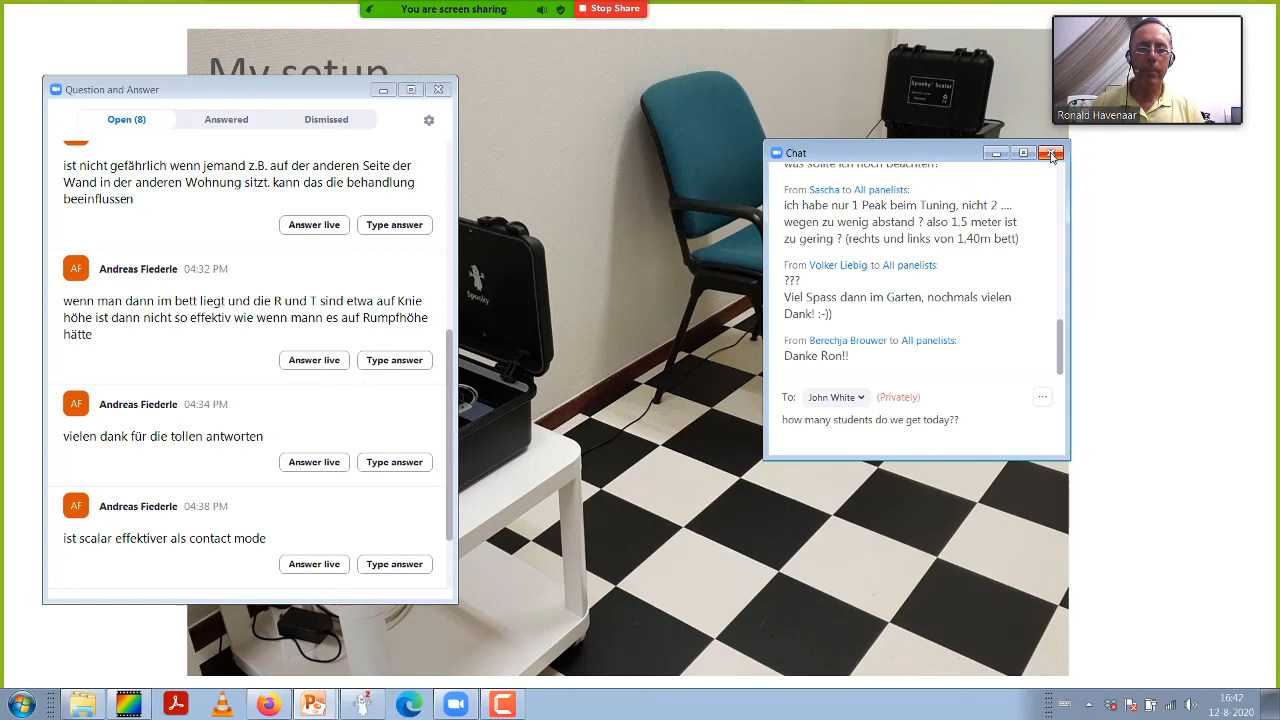 You are screen sharing
Stop Share
My setup
Ronald Havenaar
Spooky Scalar
Spooky
Question and Answer
Open (8)
Answered
Dismissed
ist nicht gefährlich wenn jemand z.B. auf der anderen Seite der
Wand in der anderen Wohnung sitzt. kann das die behandlung
beeinflussen
Answer live
Type answer
AF
Andreas Fiederle 04:32 PM
wenn man dann im bett liegt und die R und T sind etwa auf Knie
höhe ist dann nicht so effektiv wie wenn mann es auf Rumpfhöhe
hätte
Answer live
Type answer
AF
Andreas Fiederle 04:34 PM
vielen dank für die tollen antworten
Answer live
Type answer
AF
Andreas Fiederle 04:38 PM
ist scalar effektiver als contact mode
Answer live
Type answer
Chat
was sollte ich noch beachten?
From Sascha to All panelists:
ich habe nur 1 Peak beim Tuning, nicht 2 ....
wegen zu wenig abstand ? also 1,5 meter ist
zu gering ? (rechts und links von 1,40m bett)
From Volker Liebig to All panelists:
???
Viel Spass dann im Garten, nochmals vielen
Dank! :-))
From Berechja Brouwer to All panelists:
Danke Ron!!
To: John White (Privately)
how many students do we get today??
16:42
12-8-2020